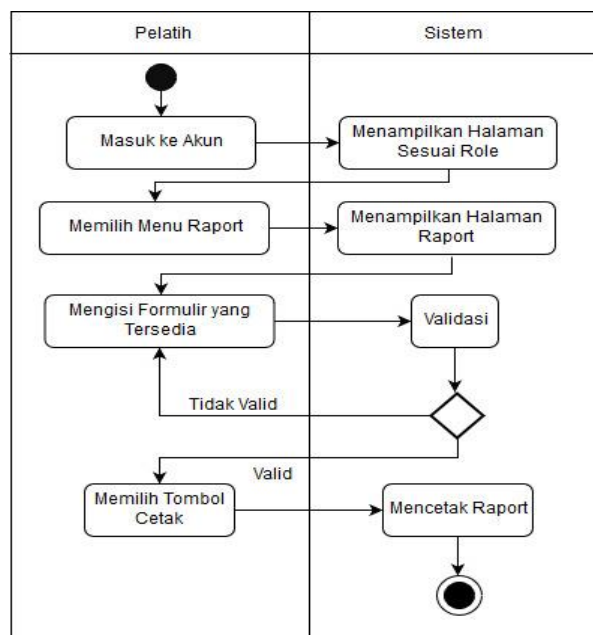 Pelatih
Sistem
Masuk ke Akun
Menampilkan Halaman
Sesuai Role
Memilih Menu Raport
Menampilkan Halaman
Raport
Mengisi Formulir yang
Tersedia
Validasi
Tidak Valid
Valid
Memilih Tombol
Cetak
Mencetak Raport